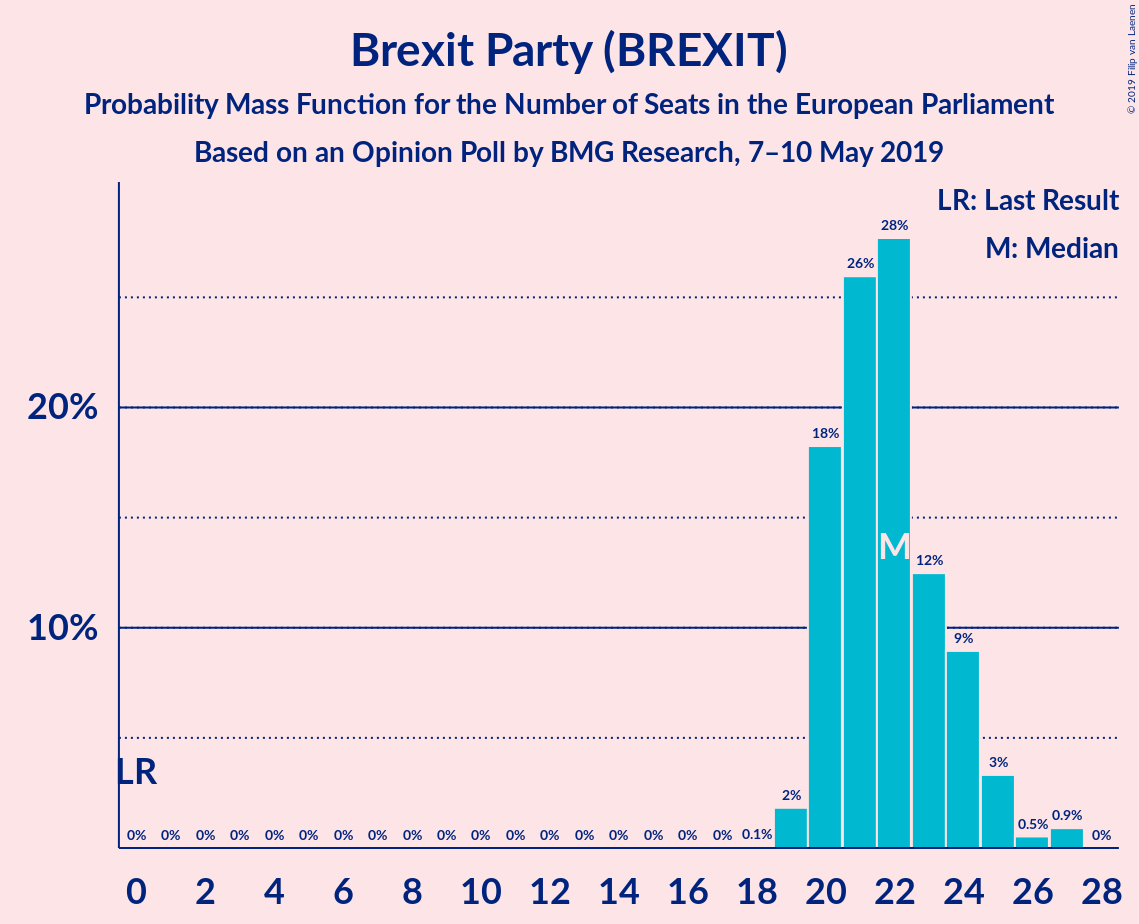 Brexit Party (BREXIT)
Probability Mass Function for the Number of Seats in the European Parliament
Based on an Opinion Poll by BMG Research, 7–10 May 2019
© 2019 Filip van Laenen
LR: Last Result
M: Median
28%
26%
20%
18%
M
12%
10%
9%
LR
3%
2%
0% 0% 0% 0% 0% 0% 0% 0% 0% 0% 0% 0% 0% 0% 0% 0% 0% 0% 0.1% 0.5% 0.9% 0%
0 2 4 6 8 10 12 14 16 18 20 22 24 26 28